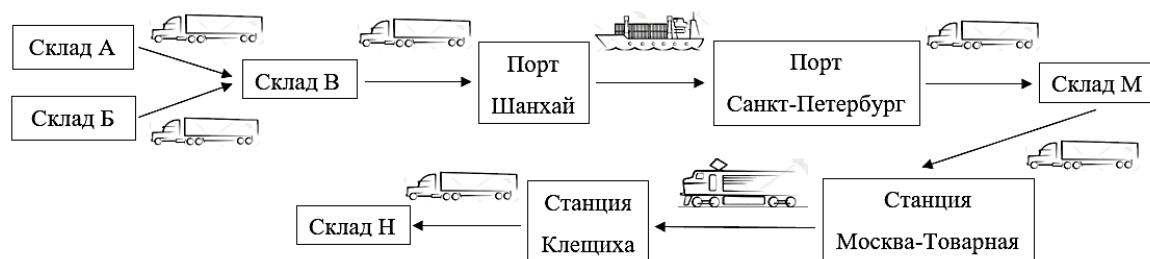 Склад А
Склад Б
Склад В
Порт
Шанхай
Порт
Санкт-Петербург
Склад М
Станция
Москва-Товарная
Станция
Клещиха
Склад Н